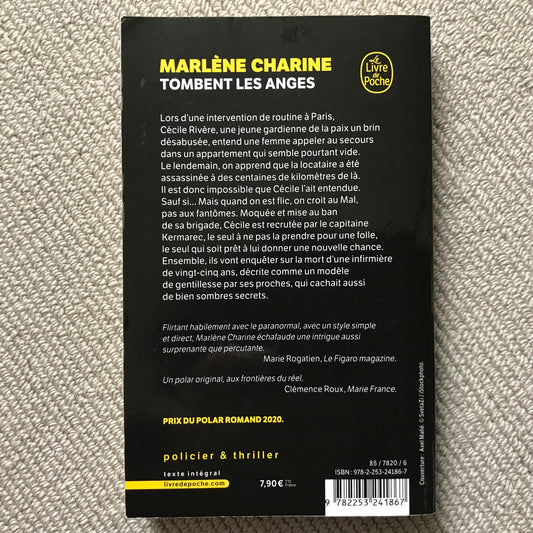 MARLÈNE CHARINE
TOMBENT LES ANGES
Le
Livre
de
Poche
Lors d'une intervention de routine à Paris,
Cécile Rivère, une jeune gardienne de la paix un brin
désabusée, entend une femme appeler au secours
dans un appartement qui semble pourtant vide.
Le lendemain, on apprend que la locataire a été
assassinée à des centaines de kilomètres de là.
Il est donc impossible que Cécile l'ait entendue.
Sauf si... Mais quand on est flic, on croit au Mal,
pas aux fantômes. Moquée et mise au ban
de sa brigade, Cécile est recrutée par le capitaine
Kermarec, le seul à ne pas la prendre pour une folle,
le seul qui soit prêt à lui donner une nouvelle chance.
Ensemble, ils vont enquêter sur la mort d'une infirmière
de vingt-cinq ans, décrite comme un modèle
de gentillesse par ses proches, qui cachait aussi
de bien sombres secrets.
Flirtant habilement avec le paranormal, avec un style simple
et direct, Marlène Charine échafaude une intrigue aussi
surprenante que percutante.
Marie Rogatien, Le Figaro magazine.
Un polar original, aux frontières du réel.
Clémence Roux, Marie France.
PRIX DU POLAR ROMAND 2020.
policier & thriller
texte intégral
livredepoche.com
7,90 € TTC
France
85 / 7820 / 6
ISBN : 978-2-253-24186-7
9 782253 241867
Couverture : Axel Mahé. © SvetaZi / iStockphoto.